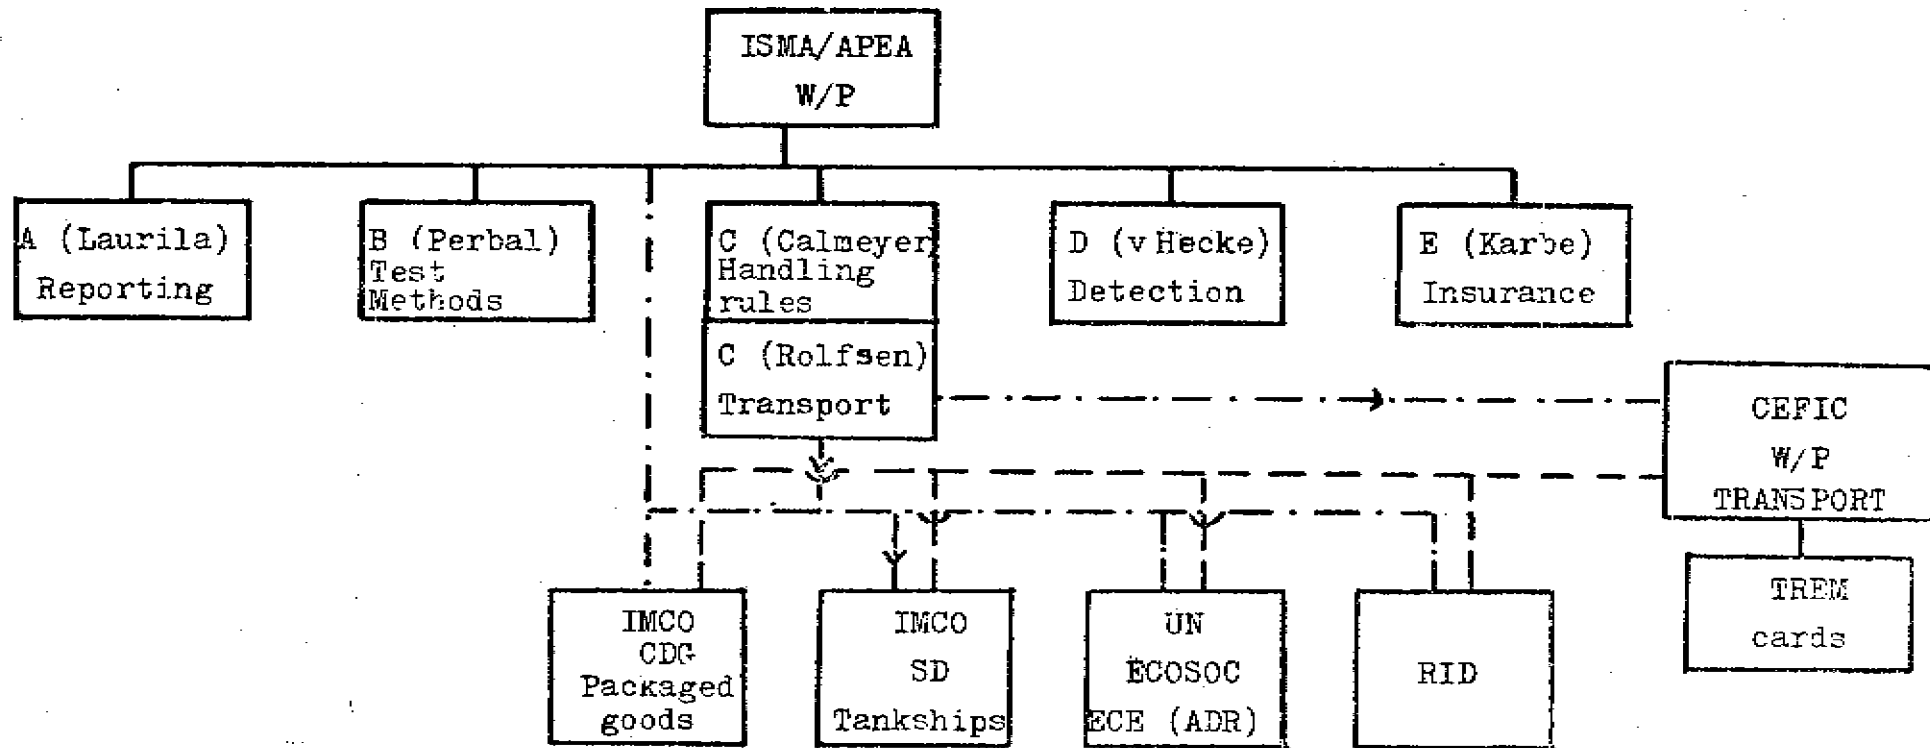 ISMA/APEA
W/P
A (Laurila)
Reporting
B (Perbal)
Test
Methods
C (Calmeyer
Handling
rules
D (v Hecke)
Detection
E (Karbe)
Insurance
C (Rolfsen)
Transport
CEFIC
W/P
TRANSPORT
TREM
cards
IMCO
CDG
Packaged
goods
IMCO
SD
Tankships
UN
ECOSOC
ECE (ADR)
RID